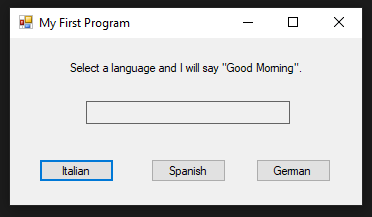 My First Program
Select a language and I will say "Good Morning".
Italian Spanish German